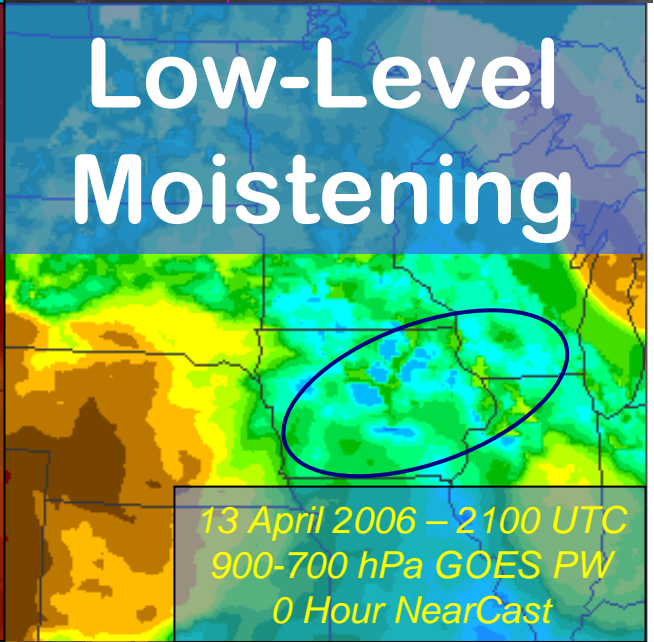 Low-Level
Moistening
13 April 2006 – 2100 UTC
900-700 hPa GOES PW
0 Hour NearCast